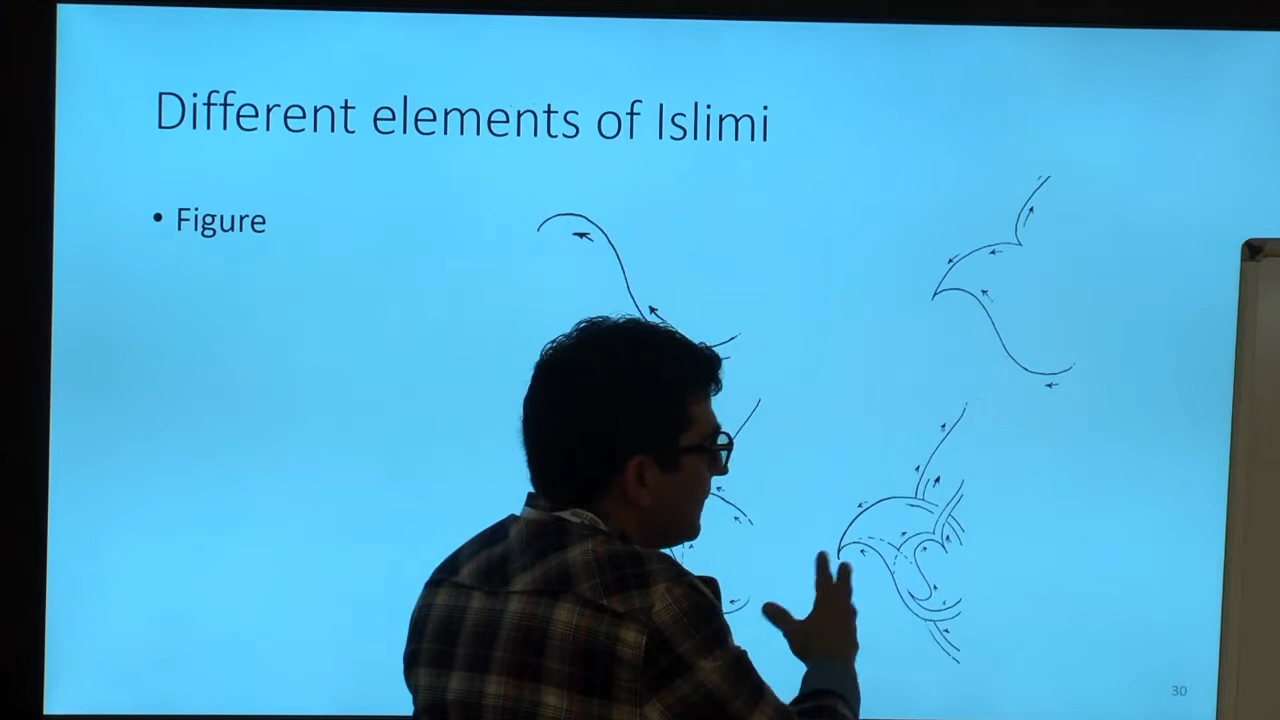 Different elements of Islimi
• Figure
30